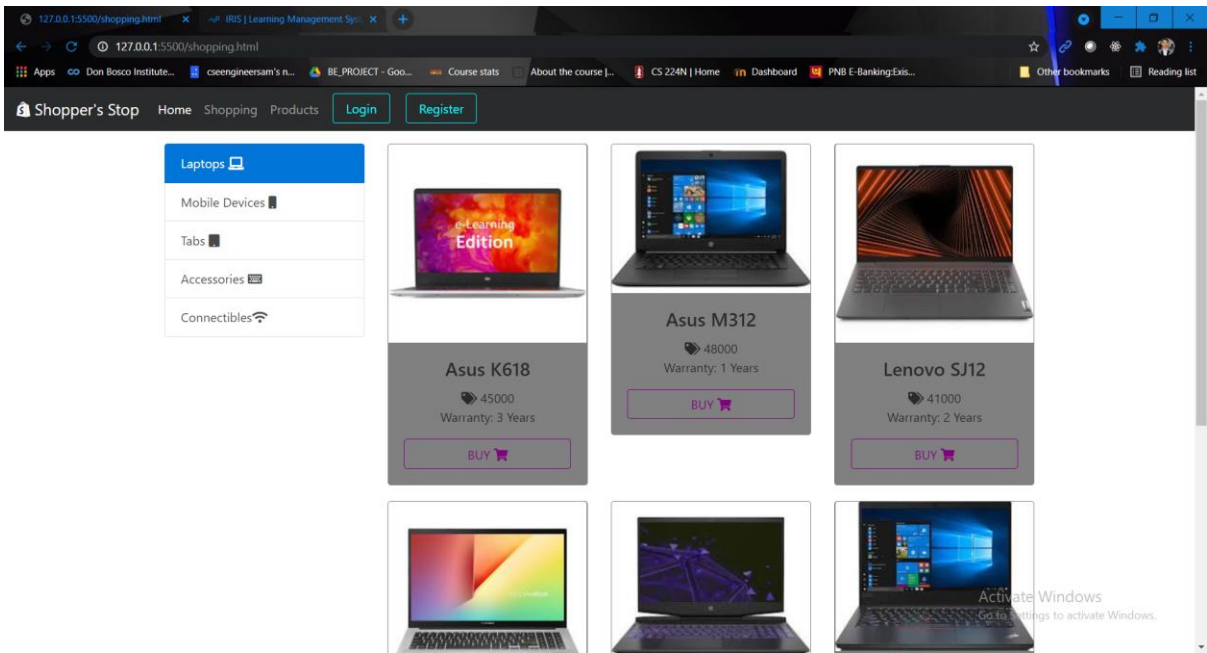 127.0.0.1:5500/shopping.html
IRIS | Learning Management Syst
127.0.0.1:5500/shopping.html
Apps Don Bosco Institute... cseengineersam's n... BE_PROJECT - Goo... Course stats About the course |... CS 224N | Home Dashboard PNB E-Banking:Exis... Other bookmarks Reading list
Shopper's Stop Home Shopping Products Login Register
Laptops
Mobile Devices
Tabs
Accessories
Connectibles
e-Learning
Edition
Asus K618
45000
Warranty: 3 Years
BUY
Asus M312
48000
Warranty: 1 Years
BUY
Lenovo SJ12
41000
Warranty: 2 Years
BUY
Activate Windows
Go to Settings to activate Windows.